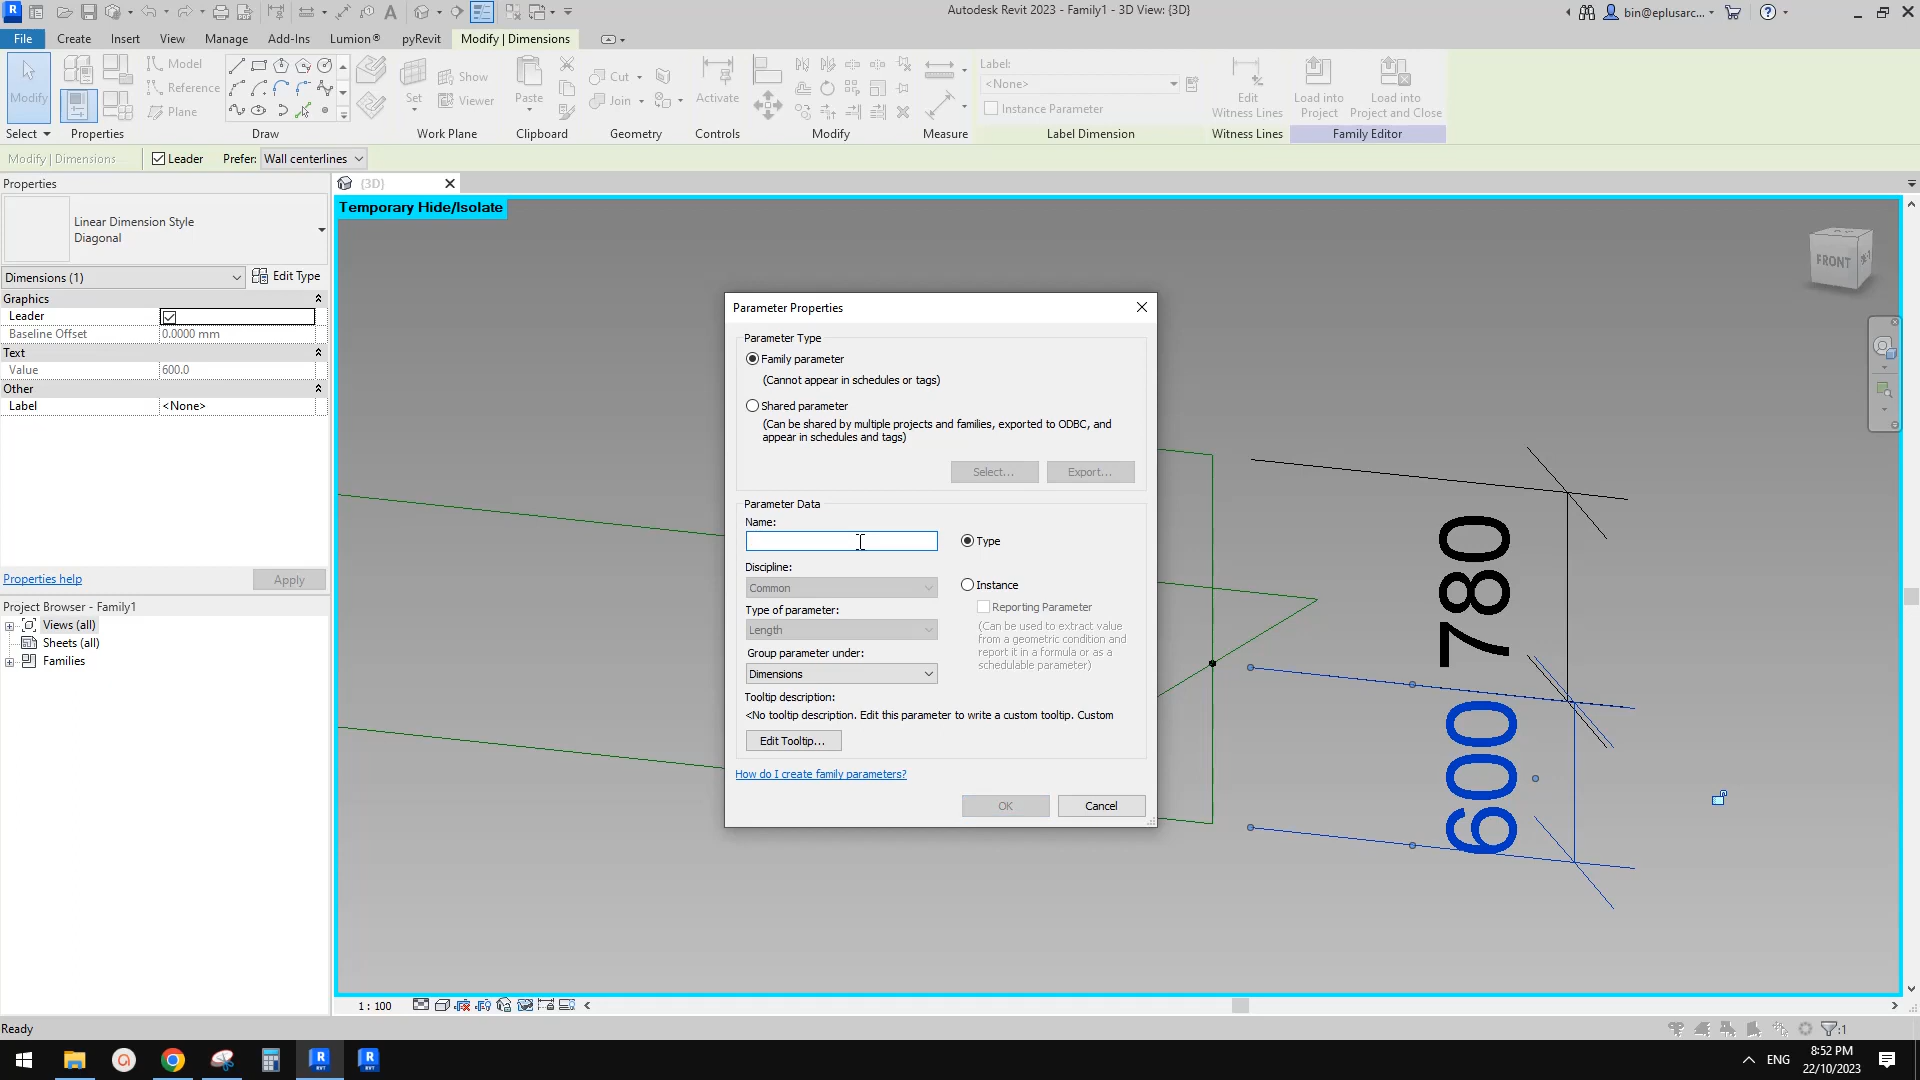 Autodesk Revit 2023 - Family1 - 3D View: {3D}
bin@eplusarc...
File
Create
Insert
View
Manage
Add-Ins
Lumion®
pyRevit
Modify | Dimensions
Modify
Model
Reference
Plane
Set
Show
Viewer
Paste
Cut
Join
Activate
Label:
<None>
Instance Parameter
Edit
Witness Lines
Load into
Project
Load into
Project and Close
Select
Properties
Draw
Work Plane
Clipboard
Geometry
Controls
Modify
Measure
Label Dimension
Witness Lines
Family Editor
Modify | Dimensions
Leader
Prefer:
Wall centerlines
Properties
{3D}
Temporary Hide/Isolate
Linear Dimension Style
Diagonal
Dimensions (1)
Edit Type
Graphics
Leader
Baseline Offset
0.0000 mm
Text
Value
600.0
Other
Label
<None>
Properties help
Apply
Project Browser - Family1
Views (all)
Sheets (all)
Families
Parameter Properties
Parameter Type
Family parameter
(Cannot appear in schedules or tags)
Shared parameter
(Can be shared by multiple projects and families, exported to ODBC, and
appear in schedules and tags)
Select...
Export...
Parameter Data
Name:
Type
Discipline:
Common
Instance
Type of parameter:
Reporting Parameter
Length
(Can be used to extract value
from a geometric condition and
report it in a formula or as a
schedulable parameter)
Group parameter under:
Dimensions
Tooltip description:
<No tooltip description. Edit this parameter to write a custom tooltip. Custom
Edit Tooltip...
How do I create family parameters?
OK
Cancel
FRONT
780
600
1 : 100
Ready
:1
ENG
8:52 PM
22/10/2023